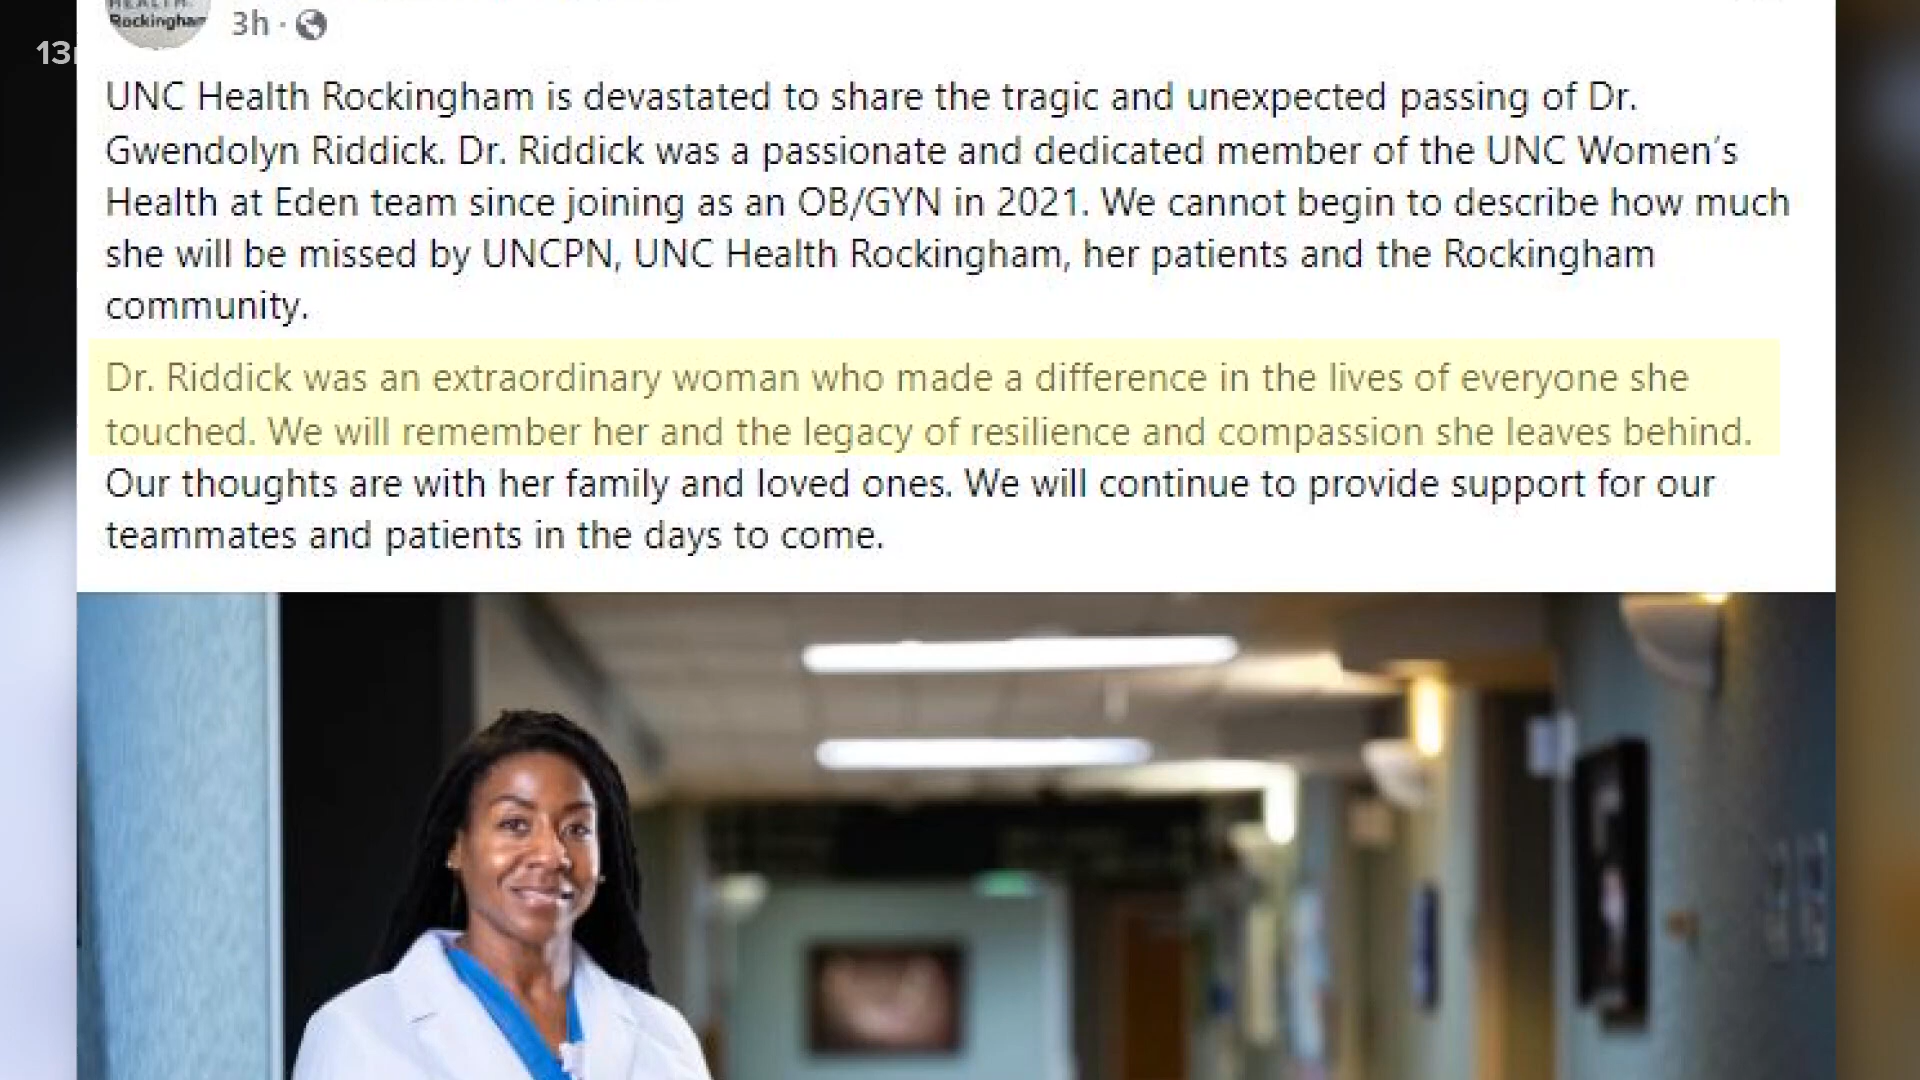 HEALTH.
Rockingham
3h ·
13n
UNC Health Rockingham is devastated to share the tragic and unexpected passing of Dr.
Gwendolyn Riddick. Dr. Riddick was a passionate and dedicated member of the UNC Women's
Health at Eden team since joining as an OB/GYN in 2021. We cannot begin to describe how much
she will be missed by UNCPN, UNC Health Rockingham, her patients and the Rockingham
community.
Dr. Riddick was an extraordinary woman who made a difference in the lives of everyone she
touched. We will remember her and the legacy of resilience and compassion she leaves behind.
Our thoughts are with her family and loved ones. We will continue to provide support for our
teammates and patients in the days to come.